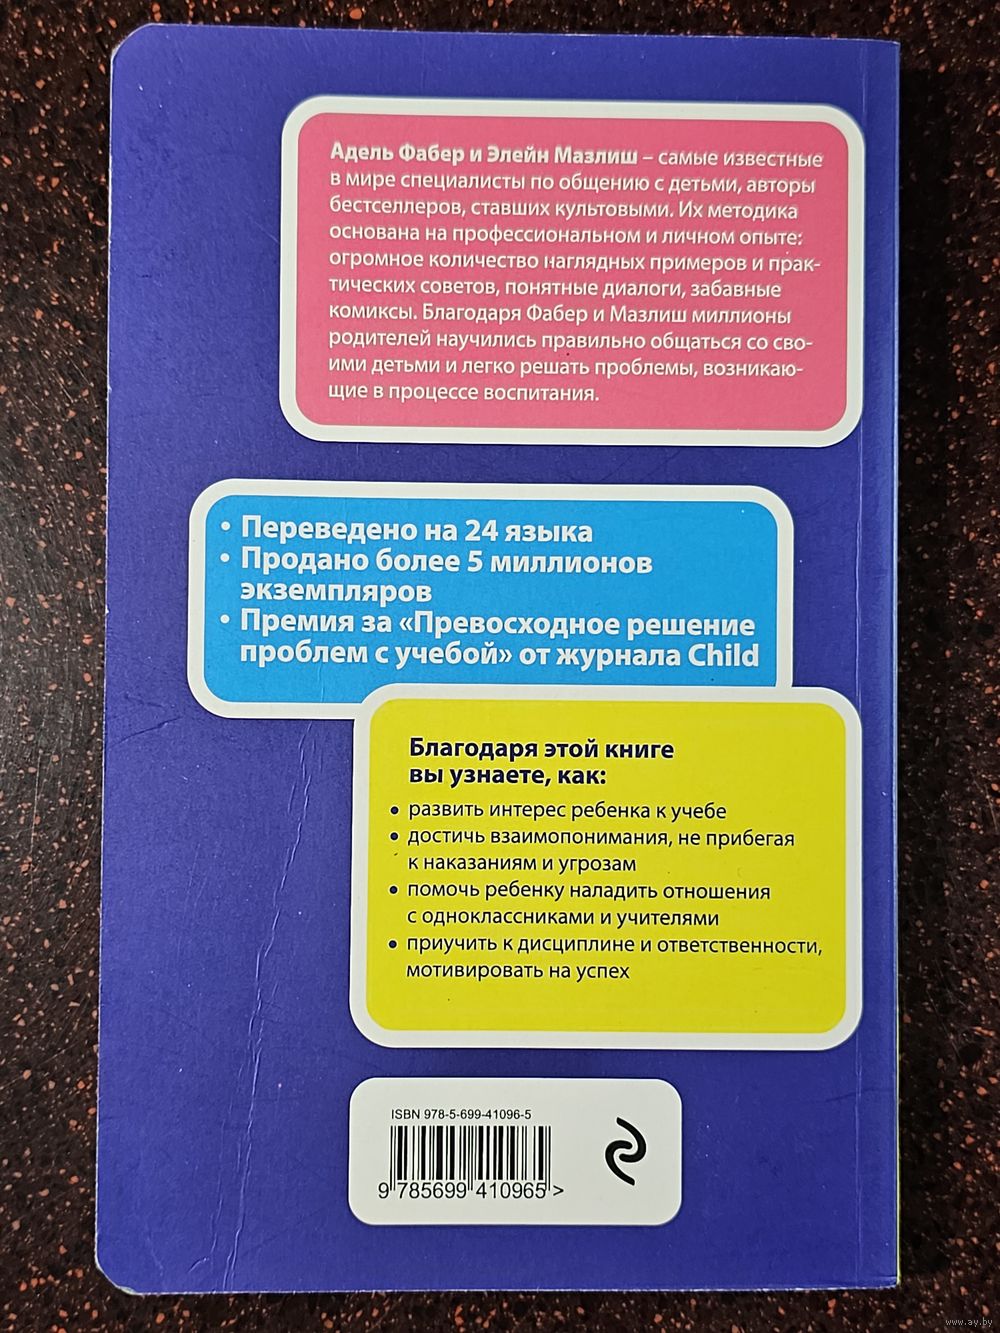 Адель Фабер и Элейн Мазлиш – самые известные
в мире специалисты по общению с детьми, авторы
бестселлеров, ставших культовыми. Их методика
основана на профессиональном и личном опыте:
огромное количество наглядных примеров и прак-
тических советов, понятные диалоги, забавные
комиксы. Благодаря Фабер и Мазлиш миллионы
родителей научились правильно общаться со сво-
ими детьми и легко решать проблемы, возникаю-
щие в процессе воспитания.
• Переведено на 24 языка
• Продано более 5 миллионов
экземпляров
• Премия за «Превосходное решение
проблем с учебой» от журнала Child
Благодаря этой книге
вы узнаете, как:
• развить интерес ребенка к учебе
• достичь взаимопонимания, не прибегая
к наказаниям и угрозам
• помочь ребенку наладить отношения
с одноклассниками и учителями
• приучить к дисциплине и ответственности,
мотивировать на успех
ISBN 978-5-699-41096-5
9 785699 410965 >
www.ay.by